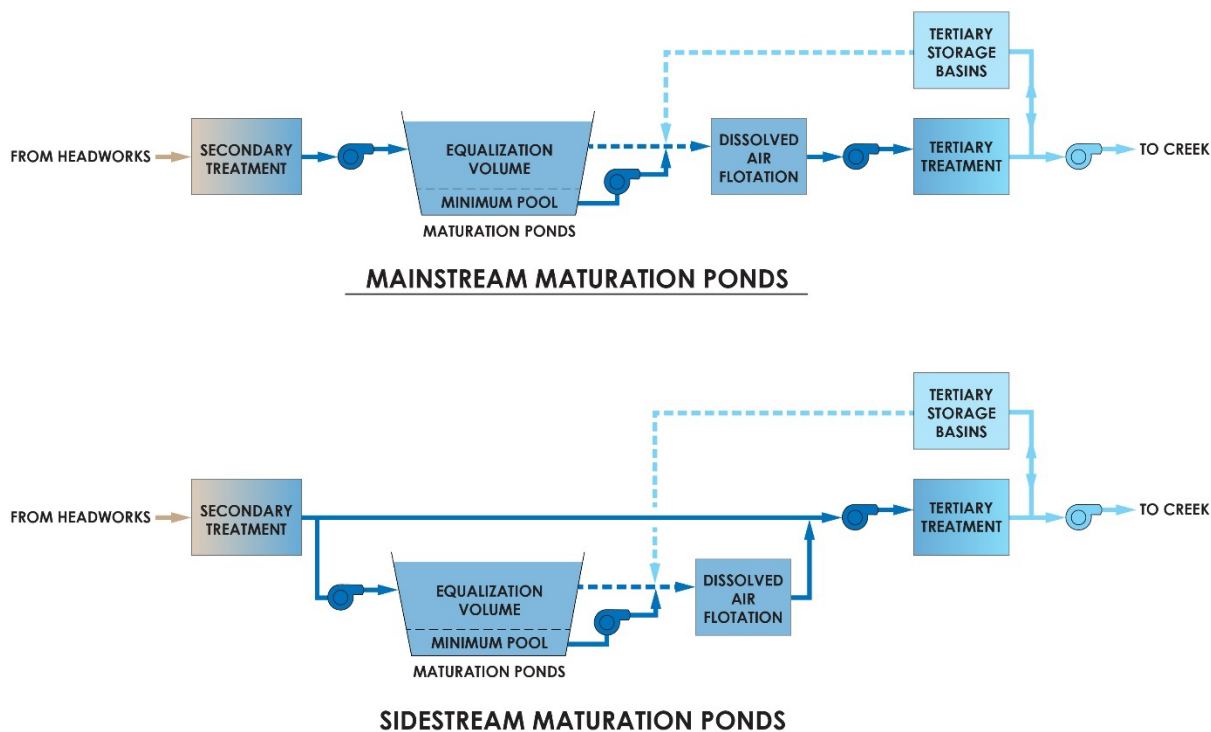 TERTIARY
STORAGE
BASINS
FROM HEADWORKS
SECONDARY
TREATMENT
EQUALIZATION
VOLUME
MINIMUM POOL
MATURATION PONDS
DISSOLVED
AIR
FLOTATION
TERTIARY
TREATMENT
TO CREEK
MAINSTREAM MATURATION PONDS
TERTIARY
STORAGE
BASINS
FROM HEADWORKS
SECONDARY
TREATMENT
TERTIARY
TREATMENT
TO CREEK
EQUALIZATION
VOLUME
MINIMUM POOL
MATURATION PONDS
DISSOLVED
AIR
FLOTATION
SIDESTREAM MATURATION PONDS